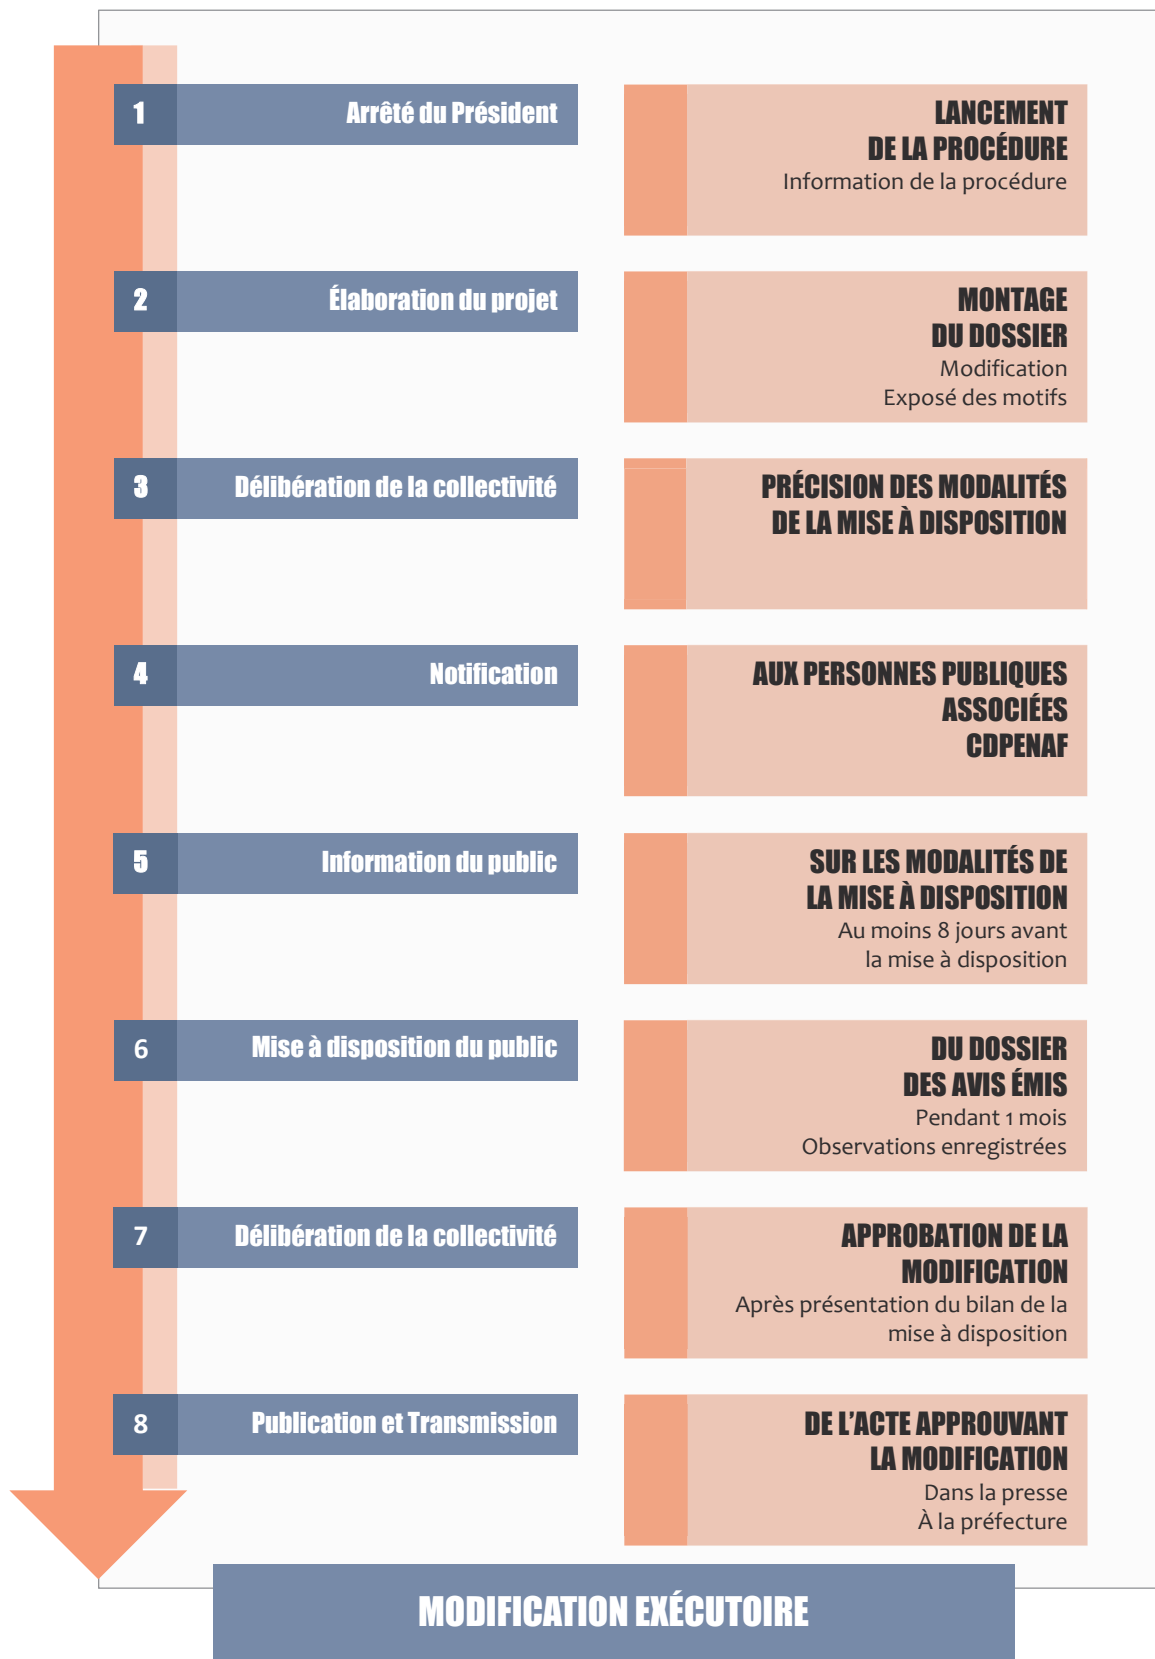 1
Arrêté du Président
LANCEMENT
DE LA PROCÉDURE
Information de la procédure
2
Élaboration du projet
MONTAGE
DU DOSSIER
Modification
Exposé des motifs
3
Délibération de la collectivité
PRÉCISION DES MODALITÉS
DE LA MISE À DISPOSITION
4
Notification
AUX PERSONNES PUBLIQUES
ASSOCIÉES
CDPENAF
5
Information du public
SUR LES MODALITÉS DE
LA MISE À DISPOSITION
Au moins 8 jours avant
la mise à disposition
6
Mise à disposition du public
DU DOSSIER
DES AVIS ÉMIS
Pendant 1 mois
Observations enregistrées
7
Délibération de la collectivité
APPROBATION DE LA
MODIFICATION
Après présentation du bilan de la
mise à disposition
8
Publication et Transmission
DE L’ACTE APPROUVANT
LA MODIFICATION
Dans la presse
À la préfecture
MODIFICATION EXÉCUTOIRE